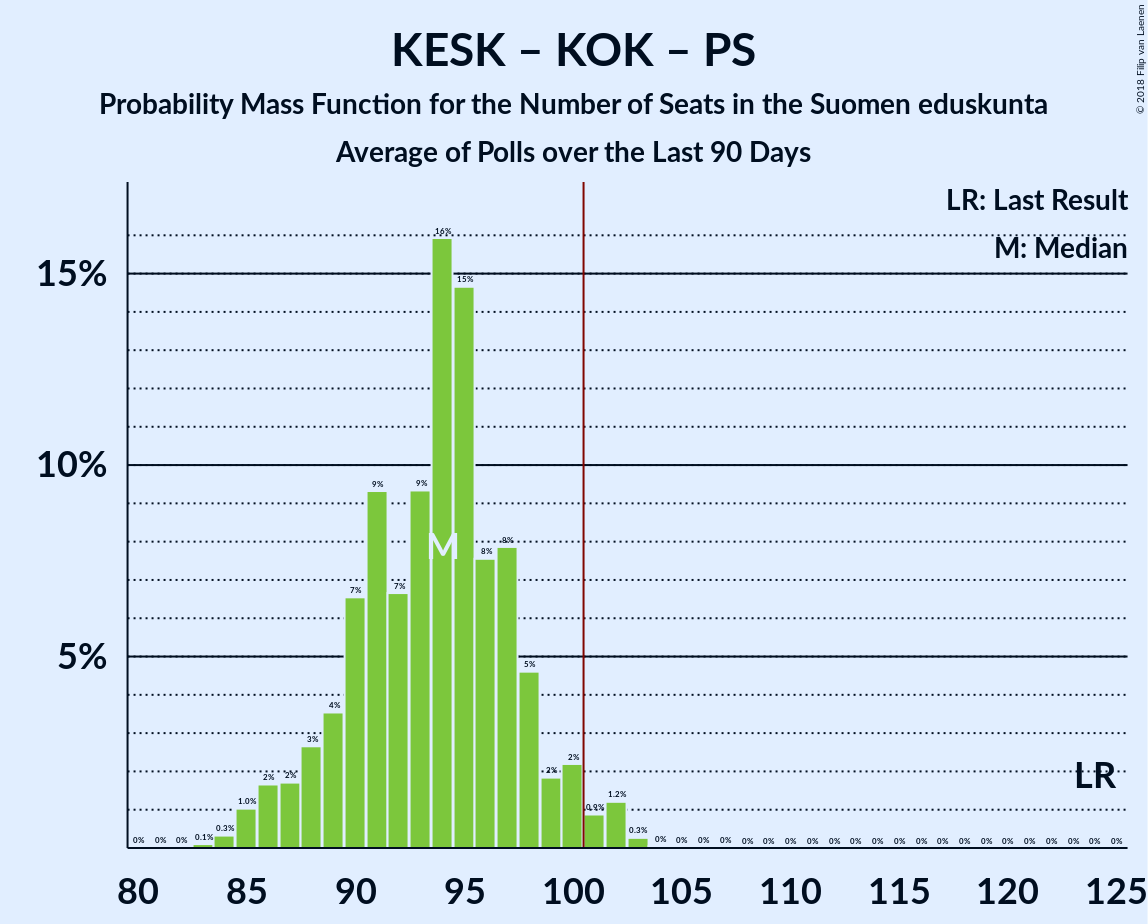 KESK – KOK – PS
Probability Mass Function for the Number of Seats in the Suomen eduskunta
Average of Polls over the Last 90 Days
© 2018 Filip van Laenen
LR: Last Result
M: Median
15%
10%
5%
0% 0% 0% 0.1% 0.3% 1.0% 2% 2% 3% 4% 7% 9% 7% 9% 16% 15% 8% 8% 5% 2% 2% 0.9% 1.2% 0.3% 0% 0% 0% 0% 0% 0% 0% 0% 0% 0% 0% 0% 0% 0% 0% 0% 0% 0% 0% 0% 0% 0%
M
LR
80 85 90 95 100 105 110 115 120 125